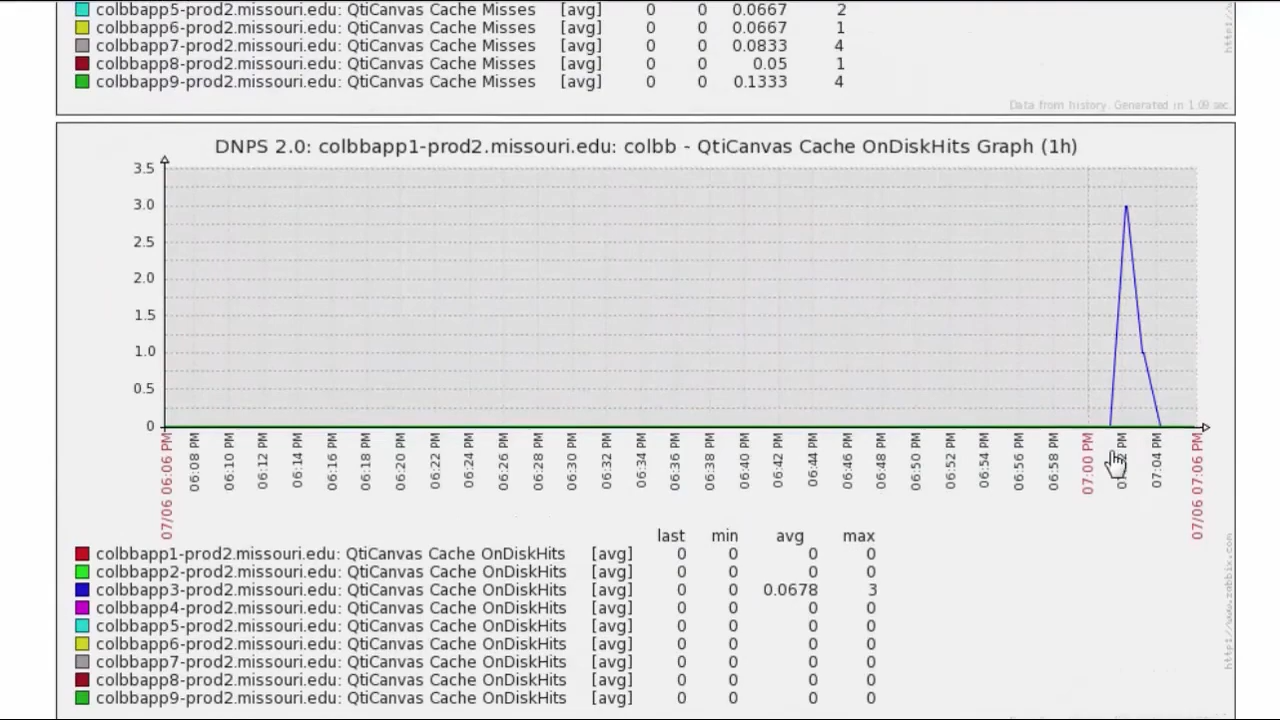 colbbapp5-prod2.missouri.edu: QtiCanvas Cache Misses [avg] 0 0 0.0667 2
colbbapp6-prod2.missouri.edu: QtiCanvas Cache Misses [avg] 0 0 0.0667 1
colbbapp7-prod2.missouri.edu: QtiCanvas Cache Misses [avg] 0 0 0.0833 4
colbbapp8-prod2.missouri.edu: QtiCanvas Cache Misses [avg] 0 0 0.05 1
colbbapp9-prod2.missouri.edu: QtiCanvas Cache Misses [avg] 0 0 0.1333 4
Data from history. Generated in 1.09 sec.
DNPS 2.0: colbbapp1-prod2.missouri.edu: colbb - QtiCanvas Cache OnDiskHits Graph (1h)
3.5
3.0
2.5
2.0
1.5
1.0
0.5
0
07/06 06:06 PM 06:08 PM 06:10 PM 06:12 PM 06:14 PM 06:16 PM 06:18 PM 06:20 PM 06:22 PM 06:24 PM 06:26 PM 06:28 PM 06:30 PM 06:32 PM 06:34 PM 06:36 PM 06:38 PM 06:40 PM 06:42 PM 06:44 PM 06:46 PM 06:48 PM 06:50 PM 06:52 PM 06:54 PM 06:56 PM 06:58 PM 07:00 PM 07:04 PM 07/06 07:06 PM
last min avg max
colbbapp1-prod2.missouri.edu: QtiCanvas Cache OnDiskHits [avg] 0 0 0 0
colbbapp2-prod2.missouri.edu: QtiCanvas Cache OnDiskHits [avg] 0 0 0 0
colbbapp3-prod2.missouri.edu: QtiCanvas Cache OnDiskHits [avg] 0 0 0.0678 3
colbbapp4-prod2.missouri.edu: QtiCanvas Cache OnDiskHits [avg] 0 0 0 0
colbbapp5-prod2.missouri.edu: QtiCanvas Cache OnDiskHits [avg] 0 0 0 0
colbbapp6-prod2.missouri.edu: QtiCanvas Cache OnDiskHits [avg] 0 0 0 0
colbbapp7-prod2.missouri.edu: QtiCanvas Cache OnDiskHits [avg] 0 0 0 0
colbbapp8-prod2.missouri.edu: QtiCanvas Cache OnDiskHits [avg] 0 0 0 0
colbbapp9-prod2.missouri.edu: QtiCanvas Cache OnDiskHits [avg] 0 0 0 0
http://www.zabbix.com